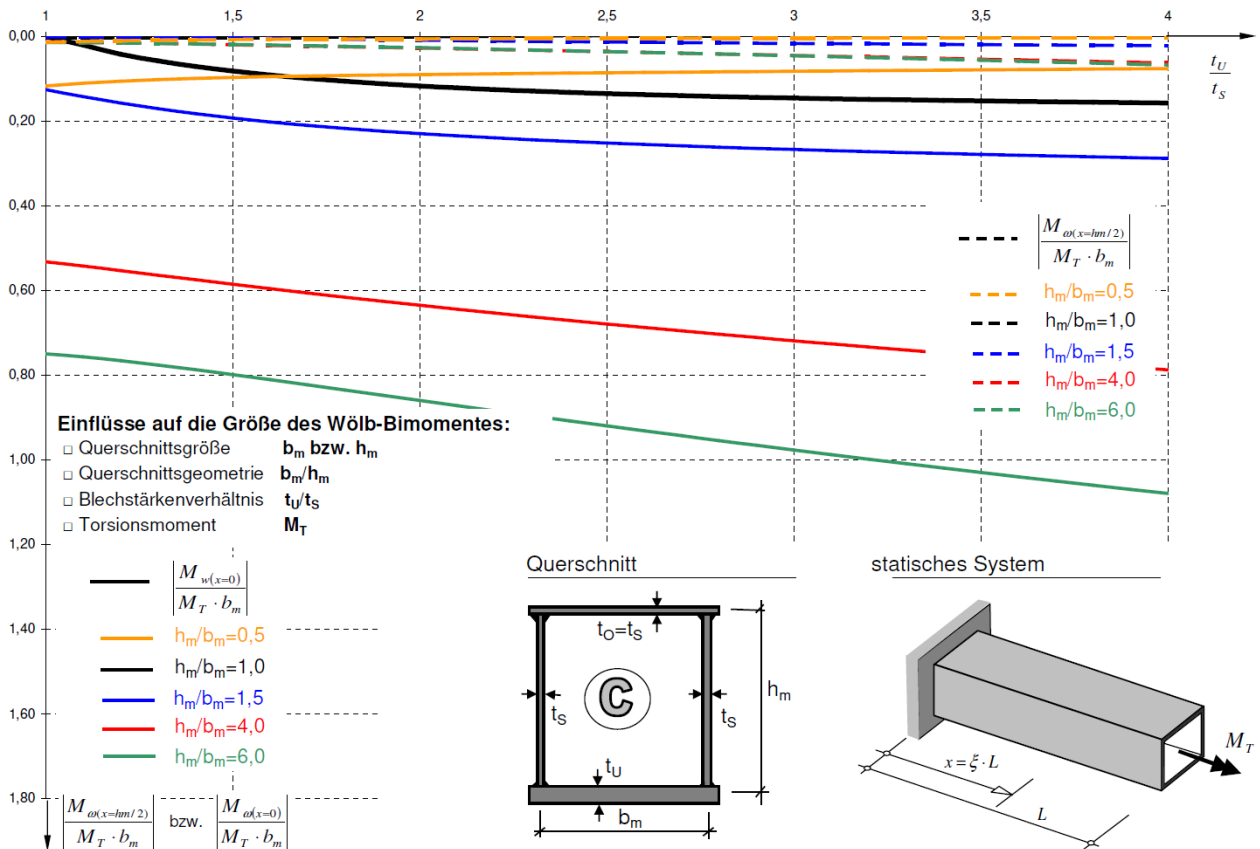 1 1,5 2 2,5 3 3,5 4
t_U / t_S
0,00
0,20
0,40
0,60
0,80
1,00
1,20
1,40
1,60
1,80
|M_ω(x=hm/2) / M_T · b_m|
h_m/b_m=0,5
h_m/b_m=1,0
h_m/b_m=1,5
h_m/b_m=4,0
h_m/b_m=6,0
Einflüsse auf die Größe des Wölb-Bimomentes:
□ Querschnittsgröße b_m bzw. h_m
□ Querschnittsgeometrie b_m/h_m
□ Blechstärkenverhältnis t_U/t_S
□ Torsionsmoment M_T
|M_w(x=0) / M_T · b_m|
h_m/b_m=0,5
h_m/b_m=1,0
h_m/b_m=1,5
h_m/b_m=4,0
h_m/b_m=6,0
|M_ω(x=hm/2) / M_T · b_m| bzw. |M_ω(x=0) / M_T · b_m|
Querschnitt
t_O=t_S
C
t_S
t_S
h_m
t_U
b_m
statisches System
M_T
x=ξ·L
L